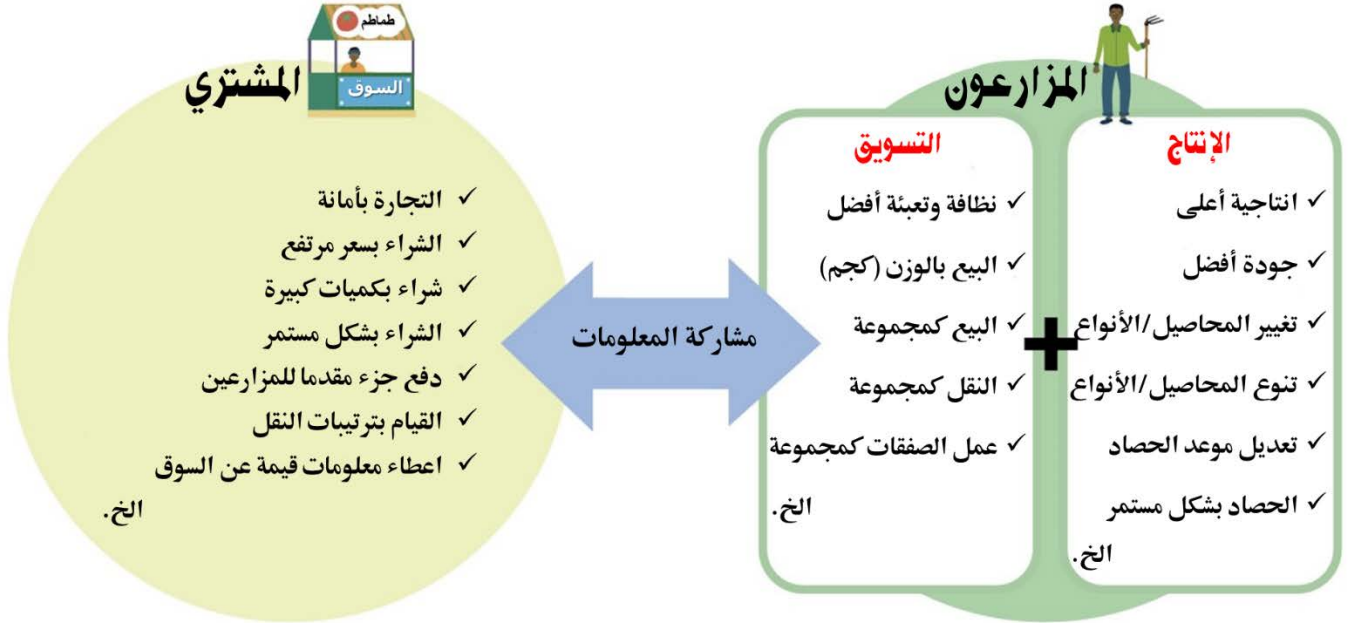 المزارعون
الإنتاج
✓ انتاجية أعلى
✓ جودة أفضل
✓ تغيير المحاصيل/الأنواع
✓ تنوع المحاصيل/الأنواع
✓ تعديل موعد الحصاد
✓ الحصاد بشكل مستمر
الخ.
+
التسويق
✓ نظافة وتعبئة أفضل
✓ البيع بالوزن (كجم)
✓ البيع كمجموعة
✓ النقل كمجموعة
✓ عمل الصفقات كمجموعة
الخ.
مشاركة المعلومات
طماطم
السوق
المشتري
✓ التجارة بأمانة
✓ الشراء بسعر مرتفع
✓ شراء بكميات كبيرة
✓ الشراء بشكل مستمر
✓ دفع جزء مقدما للمزارعين
✓ القيام بترتيبات النقل
✓ اعطاء معلومات قيمة عن السوق
الخ.